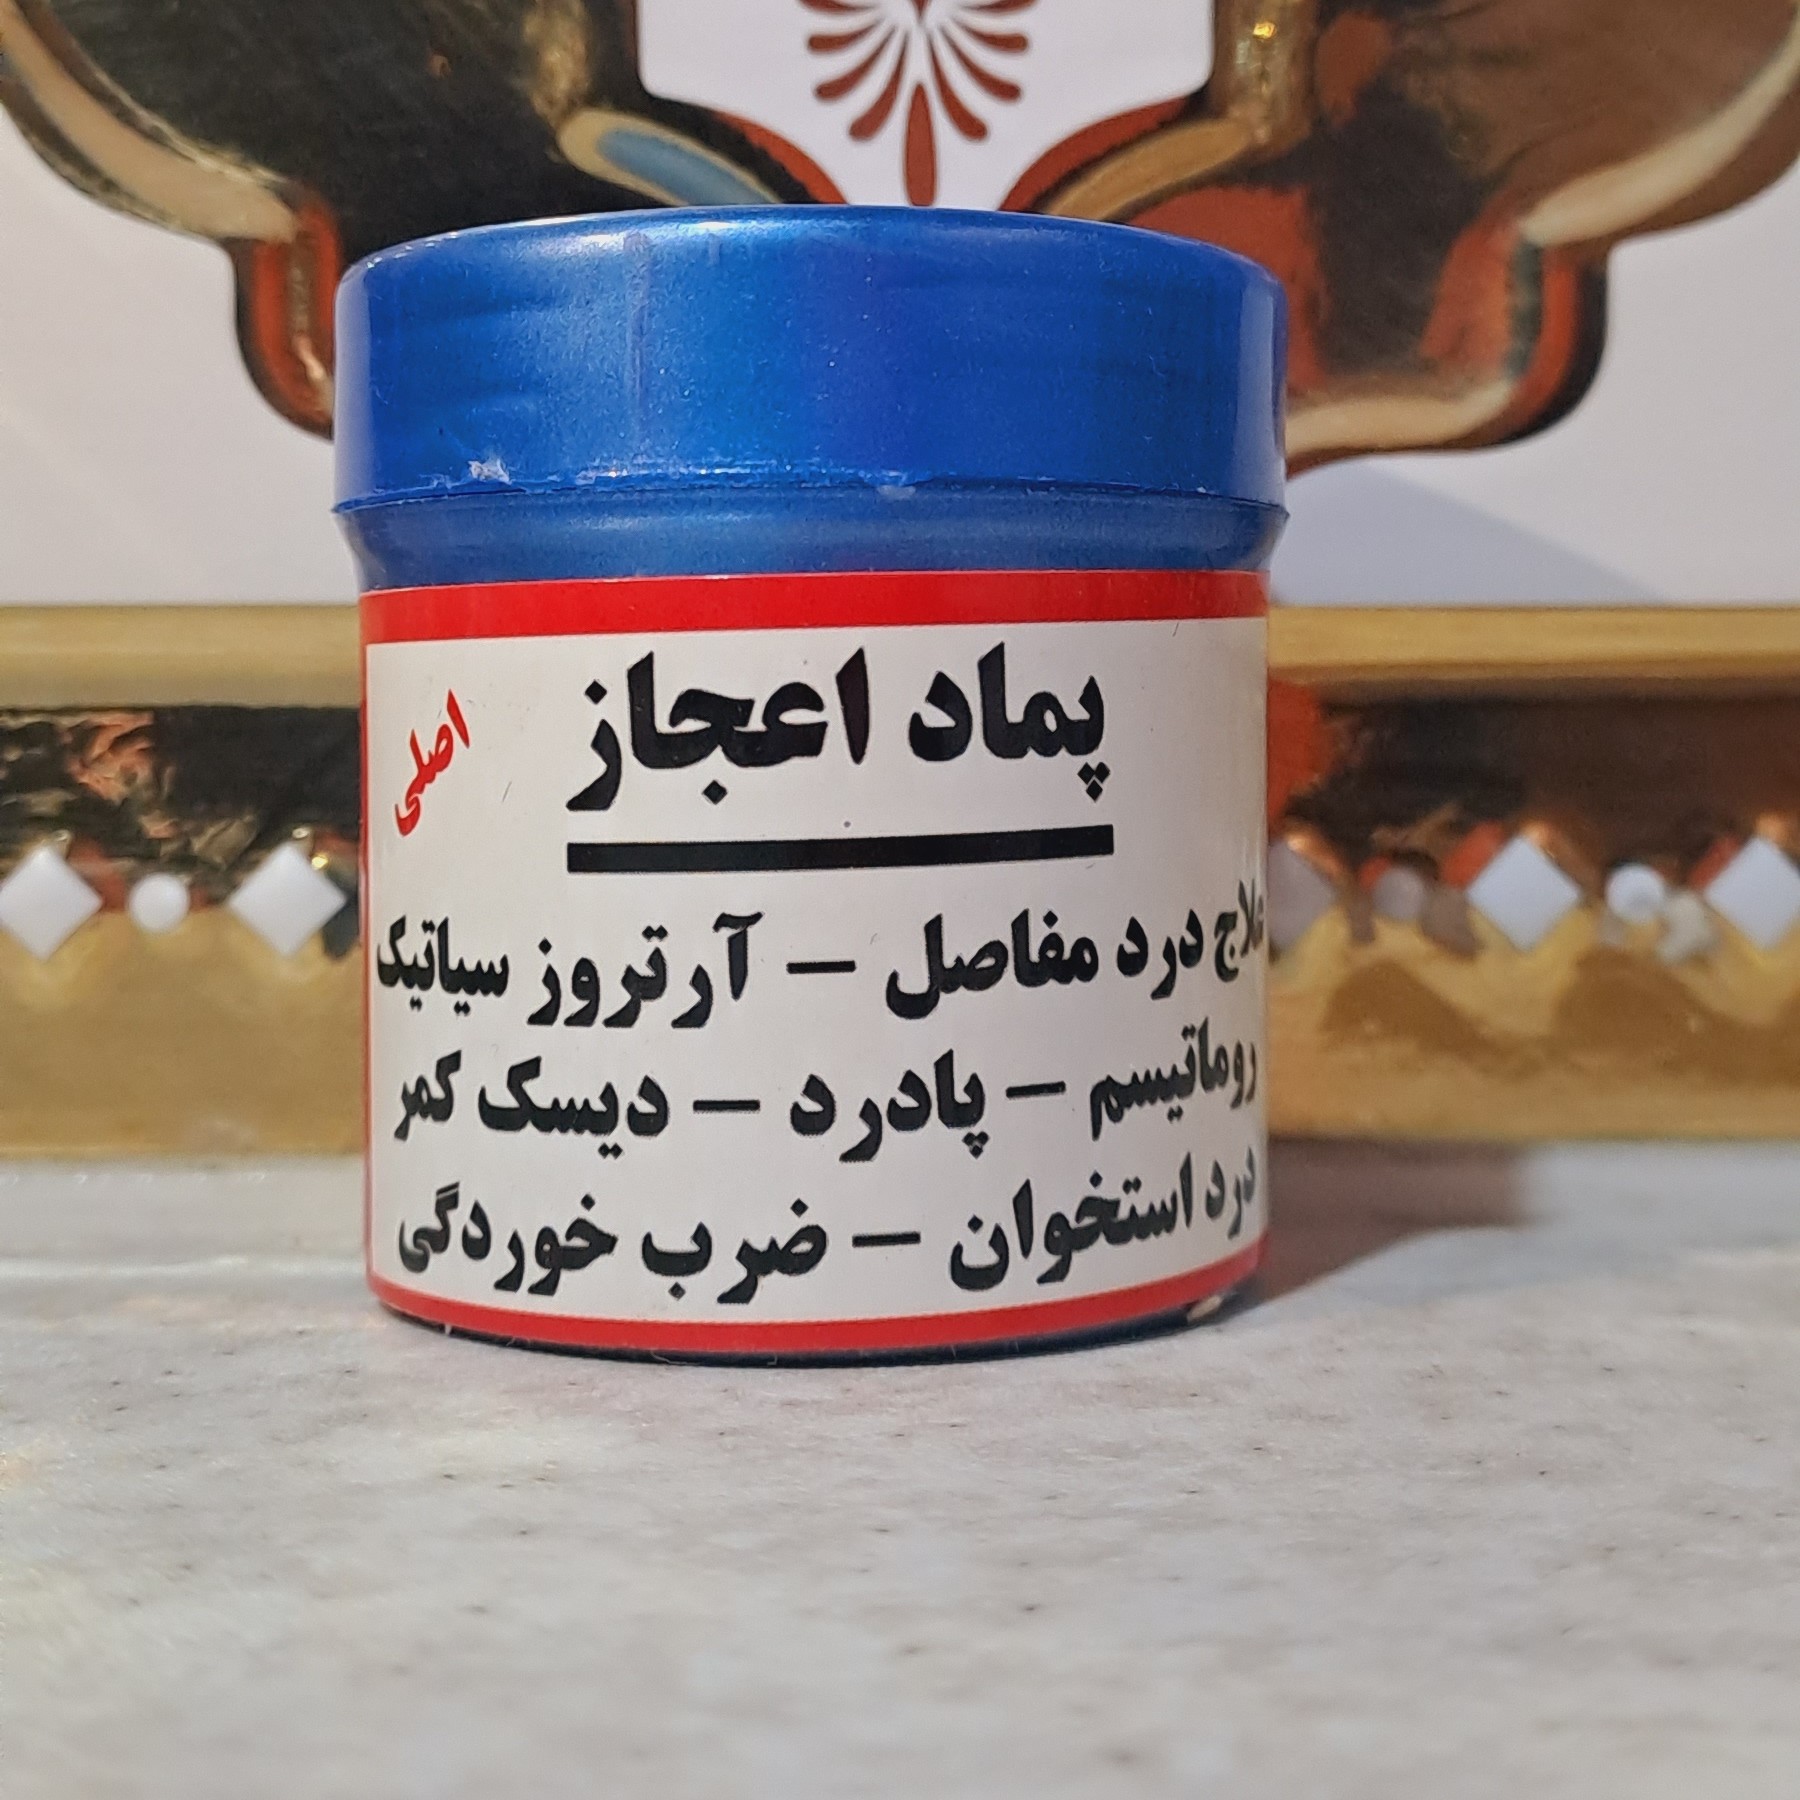 پماد اعجاز
اصلی
علاج درد مفاصل – آرتروز سیاتیک
روماتیسم – پادرد – دیسک کمر
درد استخوان – ضرب خوردگی